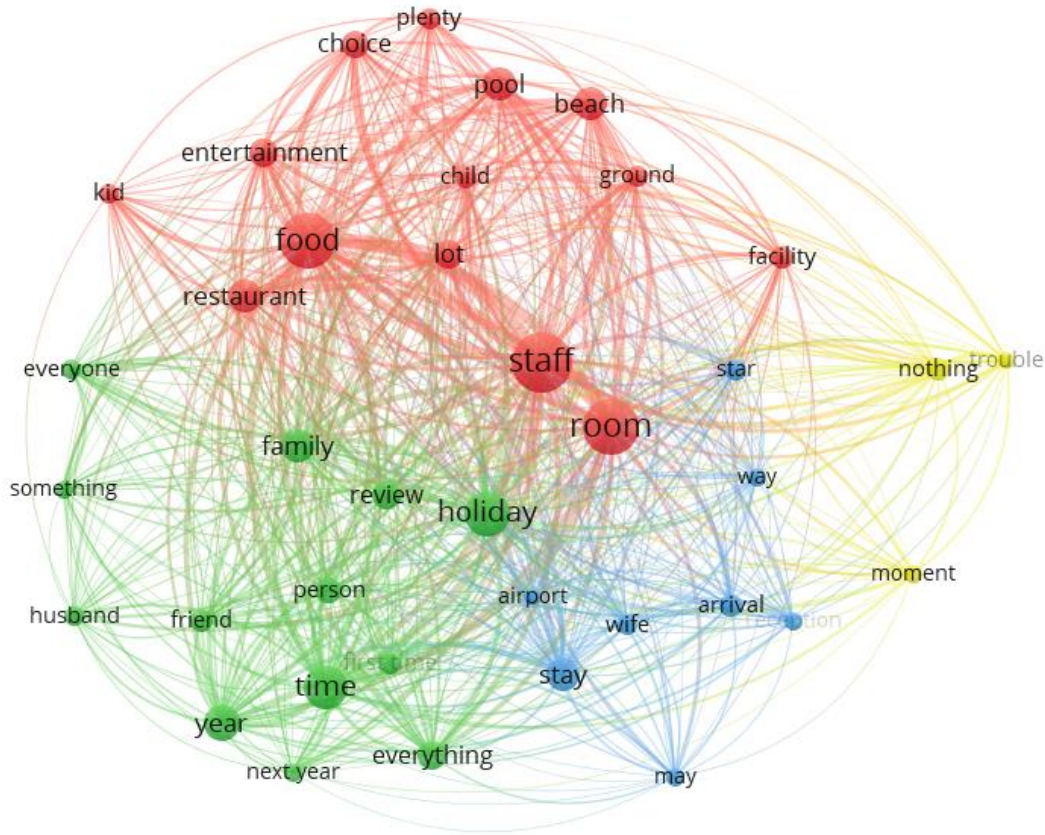 plenty
choice
pool
beach
entertainment
child
ground
kid
food
lot
facility
restaurant
staff
everyone
star
nothing
trouble
room
family
way
something
review
holiday
moment
person
airport
arrival
husband
friend
wife
reception
first time
time
stay
year
everything
next year
may